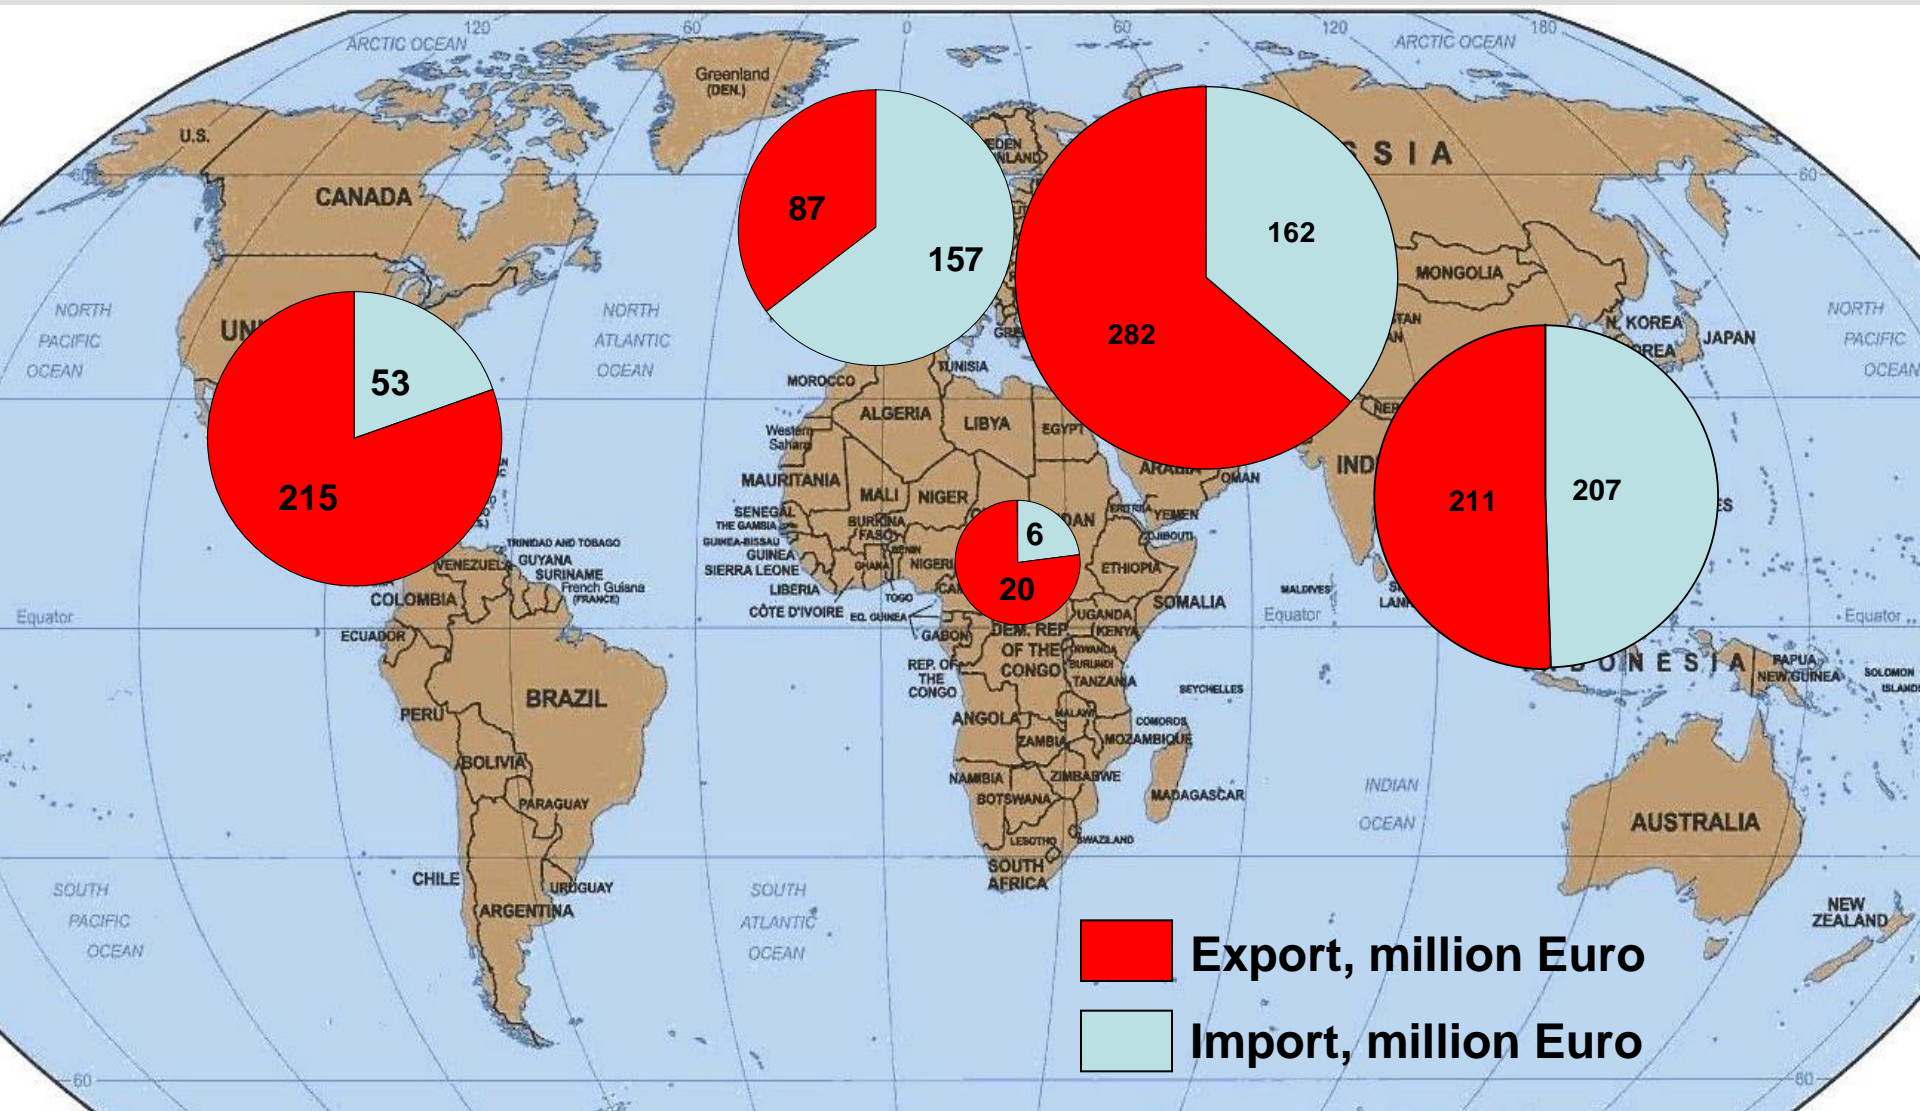 120
60
0
60
120
180
ARCTIC OCEAN
ARCTIC OCEAN
Greenland
(DEN.)
U.S.
CANADA
60
60
87
157
162
282
S I A
MONGOLIA
NORTH
PACIFIC
OCEAN
NORTH
ATLANTIC
OCEAN
NORTH
PACIFIC
OCEAN
N. KOREA
JAPAN
53
215
MOROCCO
TUNISIA
ALGERIA
LIBYA
EGYPT
Western
Sahara
MAURITANIA
MALI
NIGER
SENEGAL
THE GAMBIA
GUINEA-BISSAU
GUINEA
SIERRA LEONE
LIBERIA
CÔTE D'IVOIRE
BURKINA
FASO
BENIN
GHANA
TOGO
EQ. GUINEA
ERITREA
YEMEN
OMAN
DJIBOUTI
ETHIOPIA
SOMALIA
6
20
211
207
MALDIVES
TRINIDAD AND TOBAGO
VENEZUELA
GUYANA
SURINAME
French Guiana
(FRANCE)
COLOMBIA
ECUADOR
Equator
Equator
Equator
GABON
DEM. REP.
OF THE
CONGO
UGANDA
KENYA
RWANDA
BURUNDI
TANZANIA
REP. OF
THE
CONGO
SEYCHELLES
PAPUA
NEW GUINEA
SOLOMON
ISLANDS
BRAZIL
PERU
BOLIVIA
PARAGUAY
ANGOLA
MALAWI
COMOROS
ZAMBIA
MOZAMBIQUE
NAMIBIA
ZIMBABWE
BOTSWANA
MADAGASCAR
LESOTHO
SWAZILAND
SOUTH
AFRICA
INDIAN
OCEAN
AUSTRALIA
CHILE
URUGUAY
ARGENTINA
SOUTH
PACIFIC
OCEAN
SOUTH
ATLANTIC
OCEAN
NEW
ZEALAND
Export, million Euro
Import, million Euro
60
60